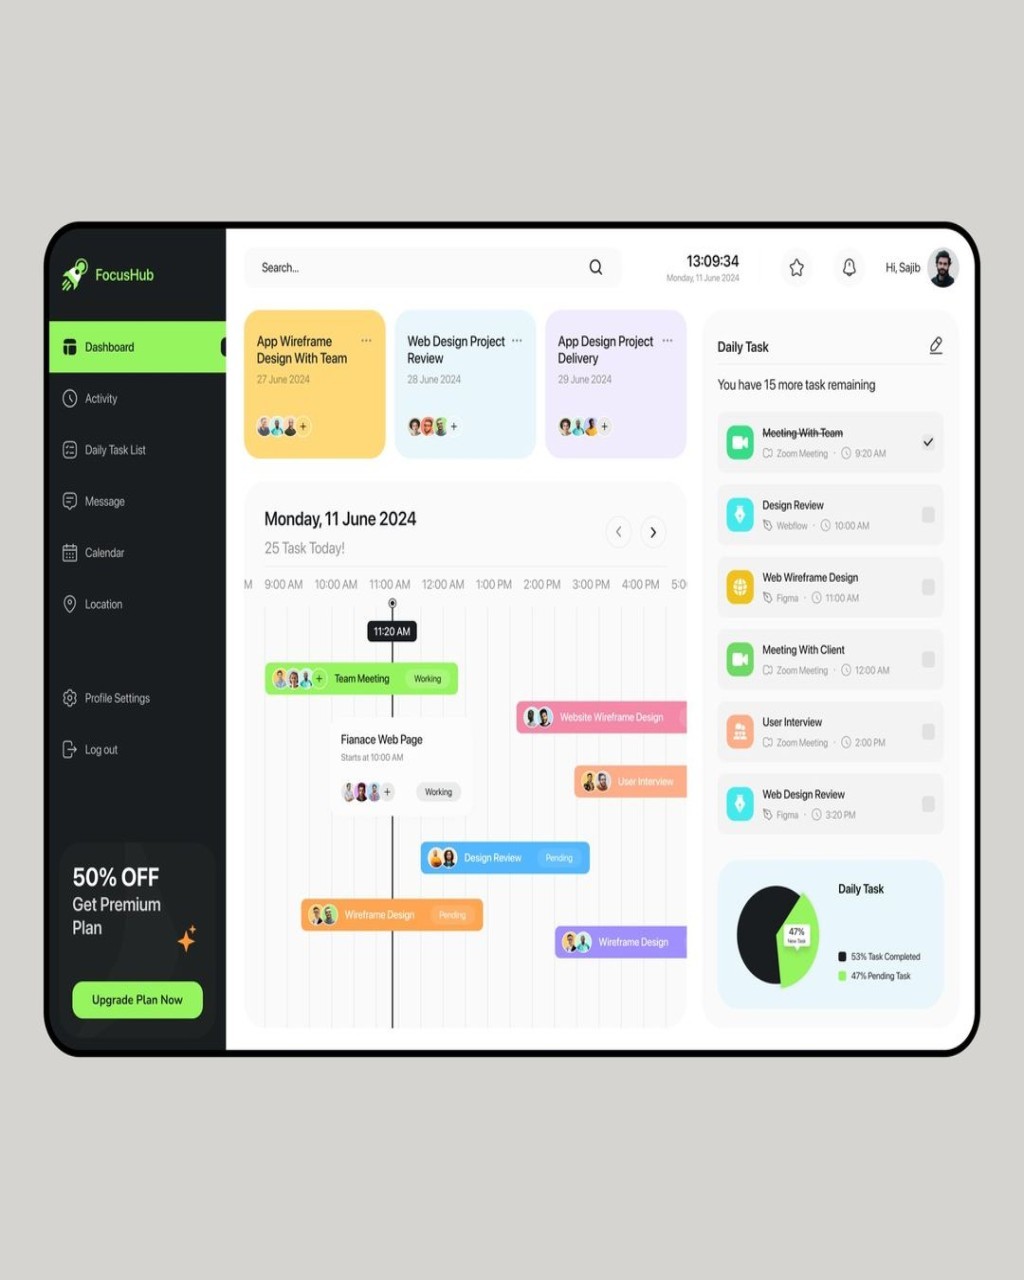 FocusHub
Dashboard
Activity
Daily Task List
Message
Calendar
Location
Profile Settings
Log out
50% OFF
Get Premium
Plan
Upgrade Plan Now
Search...
13:09:34
Monday, 11 June 2024
Hi, Sajib
App Wireframe
Design With Team
27 June 2024
+
Web Design Project
Review
28 June 2024
+
App Design Project
Delivery
29 June 2024
+
Monday, 11 June 2024
25 Task Today!
M 9:00 AM 10:00 AM 11:00 AM 12:00 AM 1:00 PM 2:00 PM 3:00 PM 4:00 PM 5:0
11:20 AM
+ Team Meeting Working
Website Wireframe Design
Fianace Web Page
Starts at 10:00 AM
+ Working
User Interview
Design Review Pending
Wireframe Design Pending
Wireframe Design
Daily Task
You have 15 more task remaining
Meeting With Team
Zoom Meeting · 9:20 AM
Design Review
Webflow · 10:00 AM
Web Wireframe Design
Figma · 11:00 AM
Meeting With Client
Zoom Meeting · 12:00 AM
User Interview
Zoom Meeting · 2:00 PM
Web Design Review
Figma · 3:20 PM
Daily Task
47%
New Task
53% Task Completed
47% Pending Task